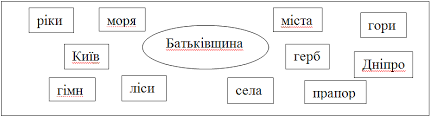 ріки моря міста гори
Батьківщина
Київ герб Дніпро
гімн ліси села прапор